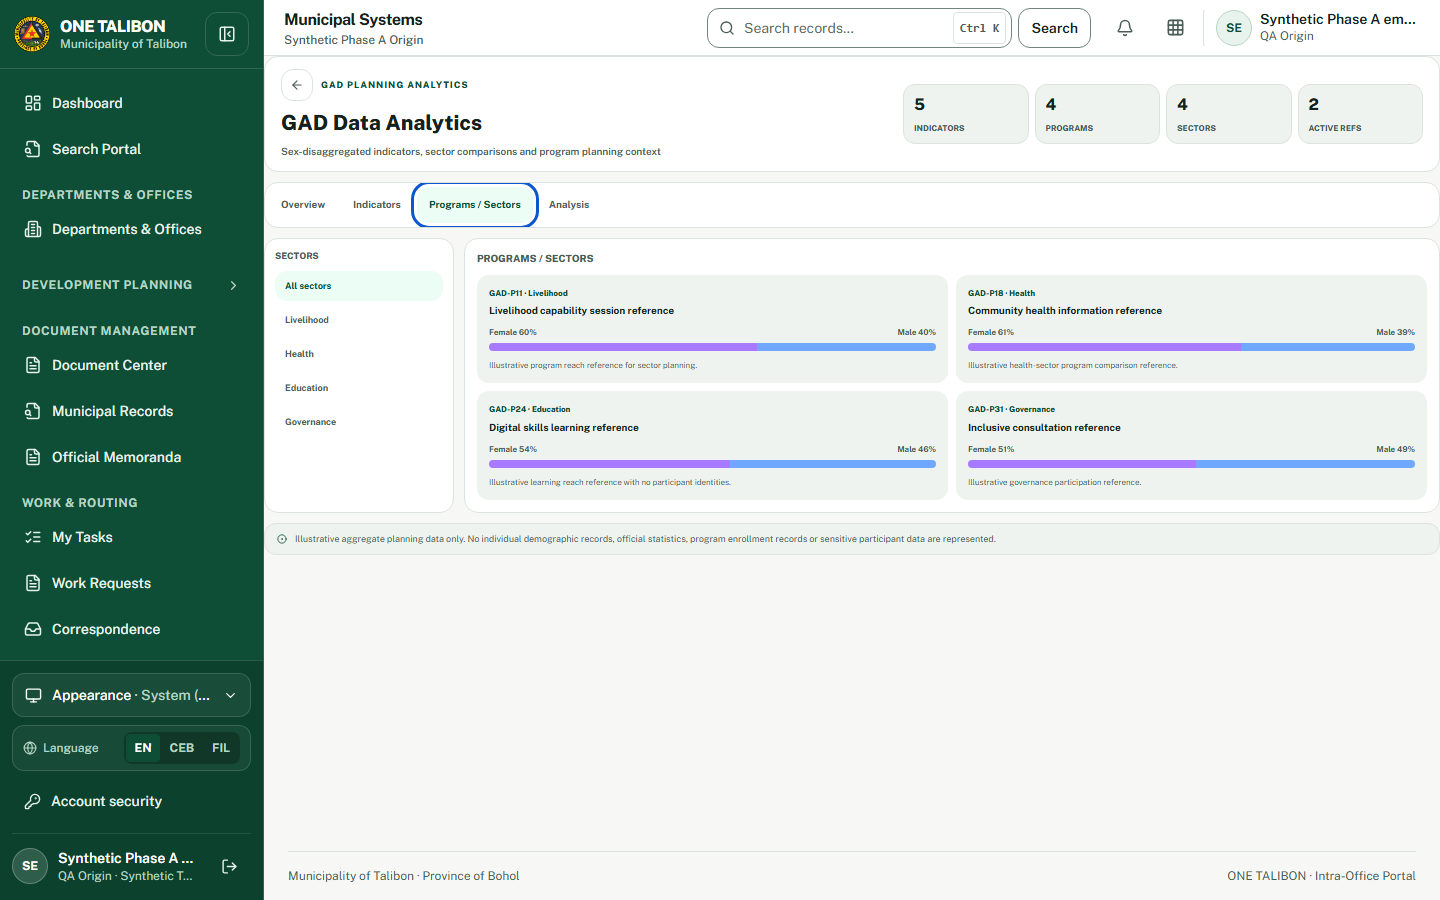 ONE TALIBON
Municipality of Talibon
Dashboard
Search Portal
DEPARTMENTS & OFFICES
Departments & Offices
DEVELOPMENT PLANNING
DOCUMENT MANAGEMENT
Document Center
Municipal Records
Official Memoranda
WORK & ROUTING
My Tasks
Work Requests
Correspondence
Appearance · System (...
Language EN CEB FIL
Account security
SE Synthetic Phase A ...
QA Origin · Synthetic T...
Municipal Systems
Synthetic Phase A Origin
Search records... Ctrl K Search
SE Synthetic Phase A em...
QA Origin
GAD PLANNING ANALYTICS
GAD Data Analytics
Sex-disaggregated indicators, sector comparisons and program planning context
5 INDICATORS
4 PROGRAMS
4 SECTORS
2 ACTIVE REFS
Overview Indicators Programs / Sectors Analysis
SECTORS
All sectors
Livelihood
Health
Education
Governance
PROGRAMS / SECTORS
GAD-P11 · Livelihood
Livelihood capability session reference
Female 60% Male 40%
Illustrative program reach reference for sector planning.
GAD-P18 · Health
Community health information reference
Female 61% Male 39%
Illustrative health-sector program comparison reference.
GAD-P24 · Education
Digital skills learning reference
Female 54% Male 46%
Illustrative learning reach reference with no participant identities.
GAD-P31 · Governance
Inclusive consultation reference
Female 51% Male 49%
Illustrative governance participation reference.
Illustrative aggregate planning data only. No individual demographic records, official statistics, program enrollment records or sensitive participant data are represented.
Municipality of Talibon · Province of Bohol
ONE TALIBON · Intra-Office Portal